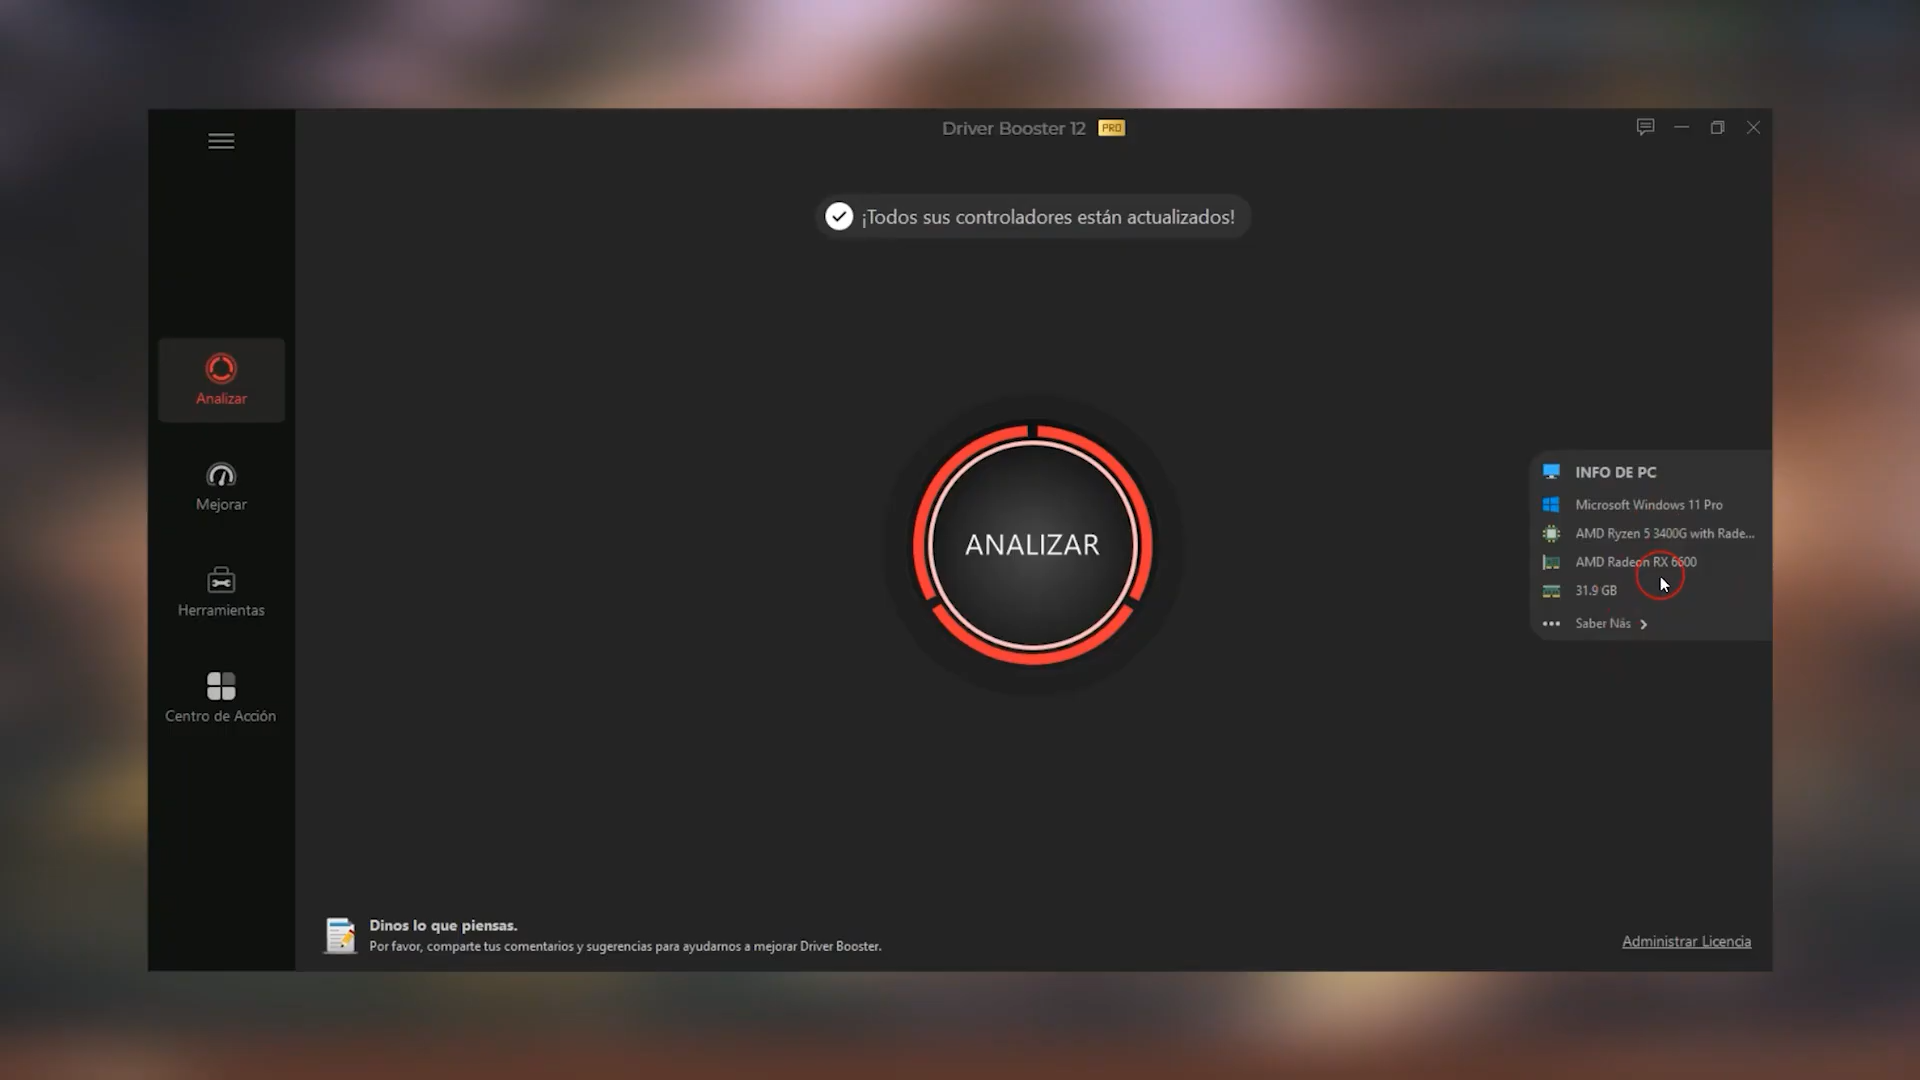 Driver Booster 12 PRO
¡Todos sus controladores están actualizados!
Analizar
Mejorar
Herramientas
Centro de Acción
ANALIZAR
INFO DE PC
Microsoft Windows 11 Pro
AMD Ryzen 5 3400G with Rade...
AMD Radeon RX 6600
31.9 GB
Saber Nás
Dinos lo que piensas.
Por favor, comparte tus comentarios y sugerencias para ayudarnos a mejorar Driver Booster.
Administrar Licencia